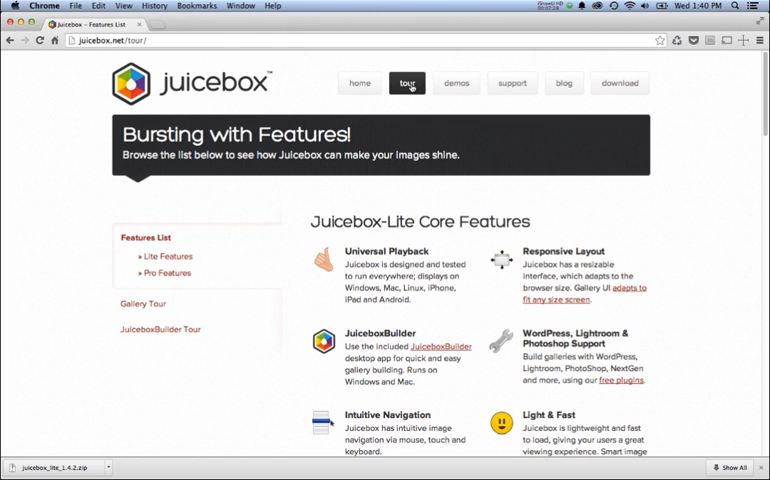 Chrome File Edit View History Bookmarks Window Help
Wed 1:40 PM
Juicebox – Features List
juicebox.net/tour/
juicebox™
home tour demos support blog download
Bursting with Features!
Browse the list below to see how Juicebox can make your images shine.
Features List
» Lite Features
» Pro Features
Gallery Tour
JuiceboxBuilder Tour
Juicebox-Lite Core Features
Universal Playback
Juicebox is designed and tested
to run everywhere; displays on
Windows, Mac, Linux, iPhone,
iPad and Android.
Responsive Layout
Juicebox has a resizable
interface, which adapts to the
browser size. Gallery UI adapts to
fit any size screen.
JuiceboxBuilder
Use the included JuiceboxBuilder
desktop app for quick and easy
gallery building. Runs on
Windows and Mac.
WordPress, Lightroom &
Photoshop Support
Build galleries with WordPress,
Lightroom, PhotoShop, NextGen
and more, using our free plugins.
Intuitive Navigation
Juicebox has intuitive image
navigation via mouse, touch and
keyboard.
Light & Fast
Juicebox is lightweight and fast
to load, giving your users a great
viewing experience. Smart image
juicebox_lite_1.4.2.zip
Show All